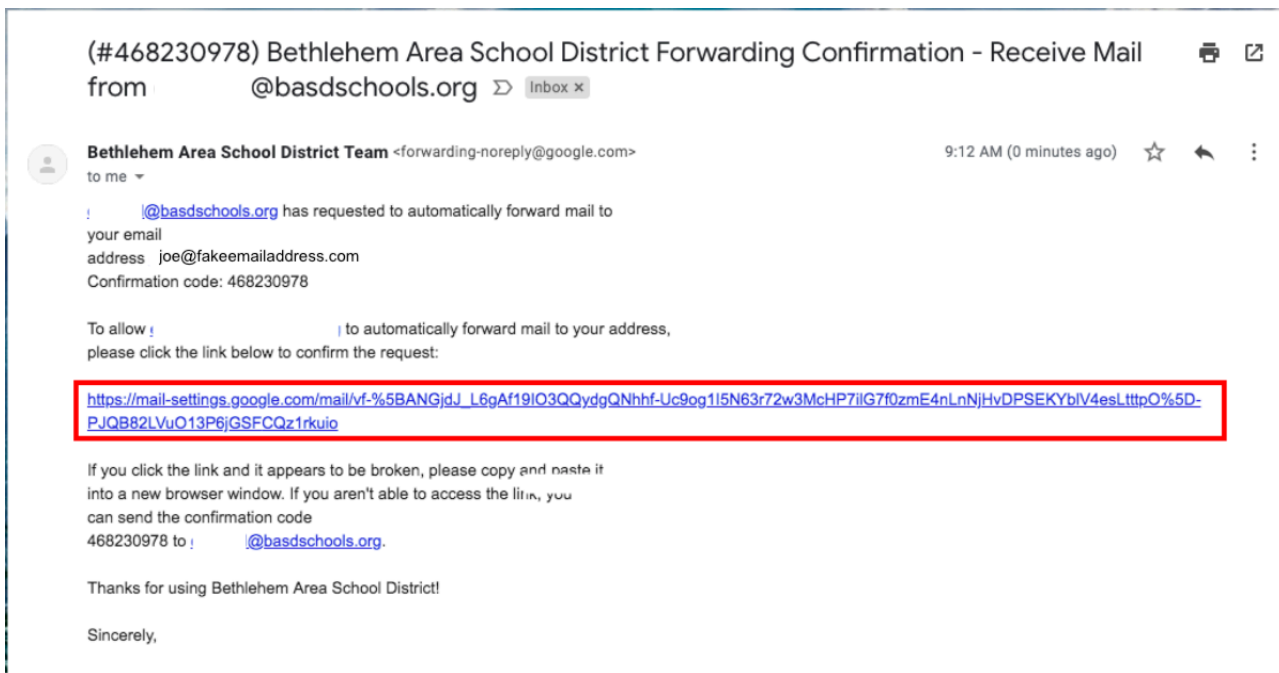 (#468230978) Bethlehem Area School District Forwarding Confirmation - Receive Mail
from @basdschools.org Inbox ×
Bethlehem Area School District Team <forwarding-noreply@google.com> 9:12 AM (0 minutes ago)
to me
@basdschools.org has requested to automatically forward mail to
your email
address joe@fakeemailaddress.com
Confirmation code: 468230978
To allow to automatically forward mail to your address,
please click the link below to confirm the request:
https://mail-settings.google.com/mail/vf-%5BANGjdJ_L6gAf19IO3QQydgQNhhf-Uc9og1I5N63r72w3McHP7ilG7f0zmE4nLnNjHvDPSEKYblV4esLtttpO%5D-
PJQB82LVuO13P6jGSFCQz1rkuio
If you click the link and it appears to be broken, please copy and paste it
into a new browser window. If you aren't able to access the link, you
can send the confirmation code
468230978 to @basdschools.org.
Thanks for using Bethlehem Area School District!
Sincerely,